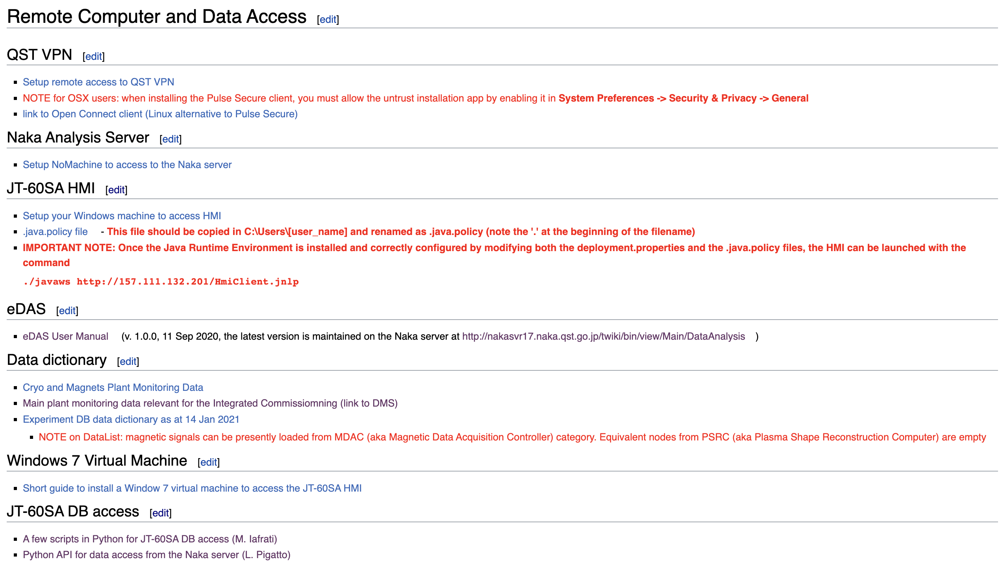 Remote Computer and Data Access [edit]
QST VPN [edit]
Setup remote access to QST VPN
NOTE for OSX users: when installing the Pulse Secure client, you must allow the untrust installation app by enabling it in System Preferences -> Security & Privacy -> General
link to Open Connect client (Linux alternative to Pulse Secure)
Naka Analysis Server [edit]
Setup NoMachine to access to the Naka server
JT-60SA HMI [edit]
Setup your Windows machine to access HMI
.java.policy file - This file should be copied in C:\Users\[user_name] and renamed as .java.policy (note the '.' at the beginning of the filename)
IMPORTANT NOTE: Once the Java Runtime Environment is installed and correctly configured by modifying both the deployment.properties and the .java.policy files, the HMI can be launched with the
command
./javaws http://157.111.132.201/HmiClient.jnlp
eDAS [edit]
eDAS User Manual (v. 1.0.0, 11 Sep 2020, the latest version is maintained on the Naka server at http://nakasvr17.naka.qst.go.jp/twiki/bin/view/Main/DataAnalysis )
Data dictionary [edit]
Cryo and Magnets Plant Monitoring Data
Main plant monitoring data relevant for the Integrated Commissiomning (link to DMS)
Experiment DB data dictionary as at 14 Jan 2021
NOTE on DataList: magnetic signals can be presently loaded from MDAC (aka Magnetic Data Acquisition Controller) category. Equivalent nodes from PSRC (aka Plasma Shape Reconstruction Computer) are empty
Windows 7 Virtual Machine [edit]
Short guide to install a Window 7 virtual machine to access the JT-60SA HMI
JT-60SA DB access [edit]
A few scripts in Python for JT-60SA DB access (M. Iafrati)
Python API for data access from the Naka server (L. Pigatto)